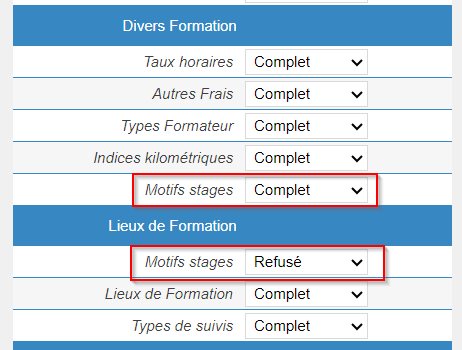 Divers Formation
Taux horaires Complet
Autres Frais Complet
Types Formateur Complet
Indices kilométriques Complet
Motifs stages Complet
Lieux de Formation
Motifs stages Refusé
Lieux de Formation Complet
Types de suivis Complet